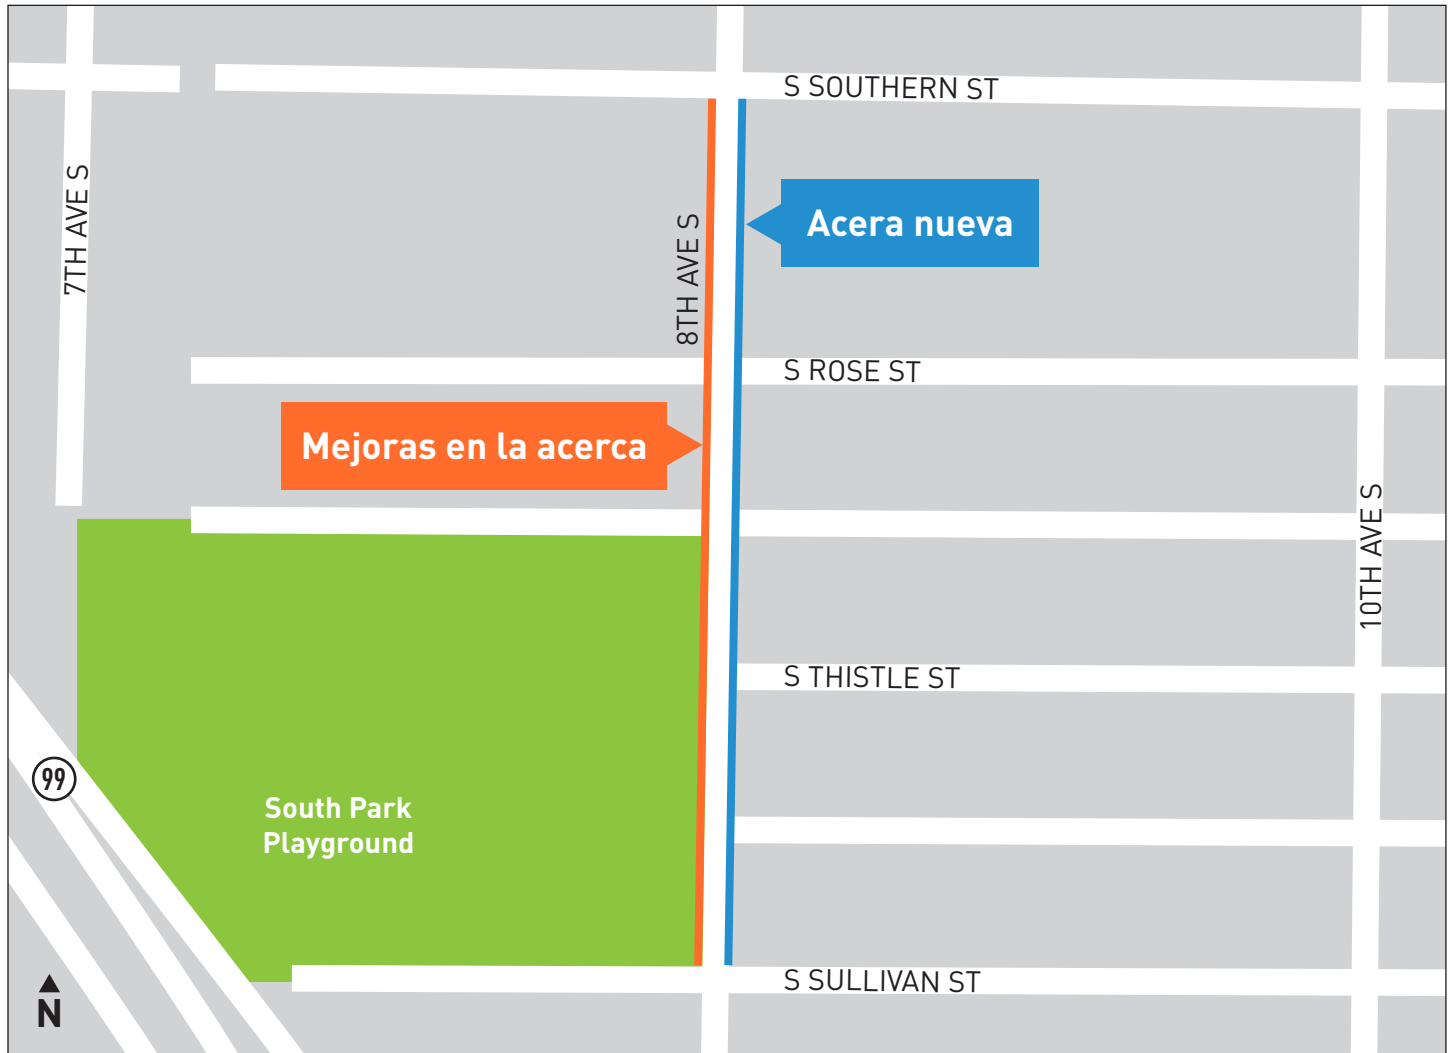 S SOUTHERN ST
7TH AVE S
8TH AVE S
Acera nueva
S ROSE ST
Mejoras en la acerca
10TH AVE S
S THISTLE ST
99
South Park
Playground
S SULLIVAN ST
N